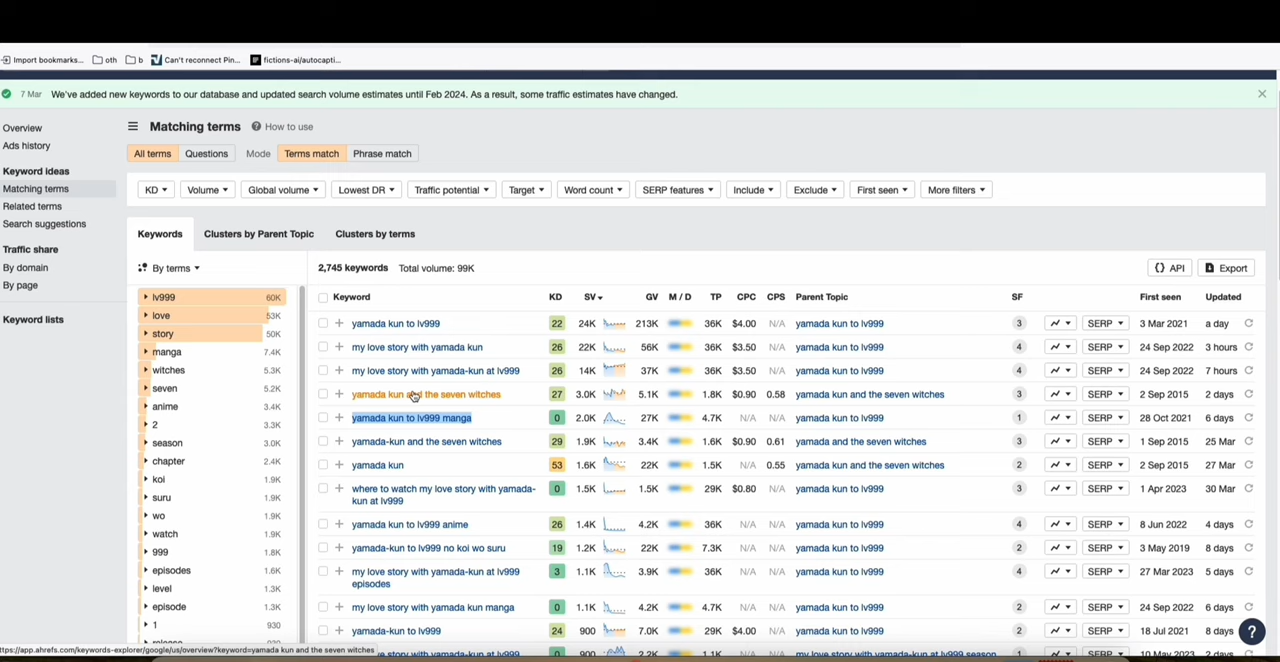 Import bookmarks... oth b Can't reconnect Pin... fictions-ai/autocapti...
7 Mar We've added new keywords to our database and updated search volume estimates until Feb 2024. As a result, some traffic estimates have changed.
Overview
Ads history
Keyword ideas
Matching terms
Related terms
Search suggestions
Traffic share
By domain
By page
Keyword lists
Matching terms ? How to use
All terms Questions Mode Terms match Phrase match
KD Volume Global volume Lowest DR Traffic potential Target Word count SERP features Include Exclude First seen More filters
Keywords Clusters by Parent Topic Clusters by terms
By terms
lv999 60K
love 53K
story 50K
manga 7.4K
witches 5.3K
seven 5.2K
anime 3.4K
2 3.3K
season 3.0K
chapter 2.4K
koi 1.9K
suru 1.9K
wo 1.9K
watch 1.9K
999 1.8K
episodes 1.6K
level 1.3K
episode 1.3K
1 930
2,745 keywords Total volume: 99K API Export
Keyword KD SV GV M / D TP CPC CPS Parent Topic SF First seen Updated
yamada kun to lv999 22 24K 213K 36K $4.00 N/A yamada kun to lv999 3 SERP 3 Mar 2021 a day
my love story with yamada kun 26 22K 56K 36K $3.50 N/A yamada kun to lv999 4 SERP 24 Sep 2022 3 hours
my love story with yamada-kun at lv999 26 14K 37K 36K $3.50 N/A yamada kun to lv999 4 SERP 24 Sep 2022 7 hours
yamada kun and the seven witches 27 3.0K 5.1K 1.8K $0.90 0.58 yamada kun and the seven witches 3 SERP 2 Sep 2015 2 days
yamada kun to lv999 manga 0 2.0K 27K 4.7K N/A N/A yamada kun to lv999 1 SERP 28 Oct 2021 6 days
yamada-kun and the seven witches 29 1.9K 3.4K 1.6K $0.90 0.61 yamada and the seven witches 3 SERP 1 Sep 2015 25 Mar
yamada kun 53 1.6K 22K 1.5K N/A 0.55 yamada kun and the seven witches 2 SERP 2 Sep 2015 27 Mar
where to watch my love story with yamada-
kun at lv999 0 1.5K 1.5K 29K $0.80 N/A yamada kun to lv999 3 SERP 1 Apr 2023 30 Mar
yamada kun to lv999 anime 26 1.4K 4.2K 36K N/A N/A yamada kun to lv999 4 SERP 8 Jun 2022 4 days
yamada-kun to lv999 no koi wo suru 19 1.2K 22K 7.3K N/A N/A yamada kun to lv999 2 SERP 3 May 2019 8 days
my love story with yamada-kun at lv999
episodes 3 1.1K 3.9K 36K N/A N/A yamada kun to lv999 4 SERP 27 Mar 2023 5 days
my love story with yamada kun manga 0 1.1K 4.2K 4.7K N/A N/A yamada kun to lv999 2 SERP 24 Sep 2022 6 days
yamada-kun to lv999 24 900 7.0K 29K $4.00 N/A yamada kun to lv999 2 SERP 18 Jul 2021 8 days
ttps://app.ahrefs.com/keywords-explorer/google/us/overview?keyword=yamada kun and the seven witches
?